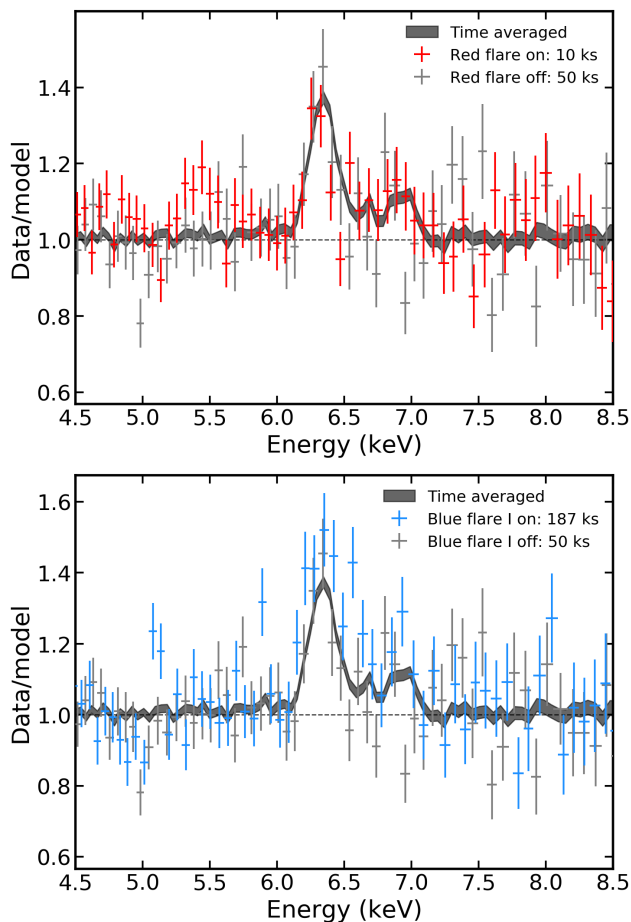 Time averaged
Red flare on: 10 ks
Red flare off: 50 ks
1.4
1.2
1.0
0.8
0.6
Data/model
4.5 5.0 5.5 6.0 6.5 7.0 7.5 8.0 8.5
Energy (keV)
Time averaged
Blue flare I on: 187 ks
Blue flare I off: 50 ks
1.6
1.4
1.2
1.0
0.8
0.6
Data/model
4.5 5.0 5.5 6.0 6.5 7.0 7.5 8.0 8.5
Energy (keV)